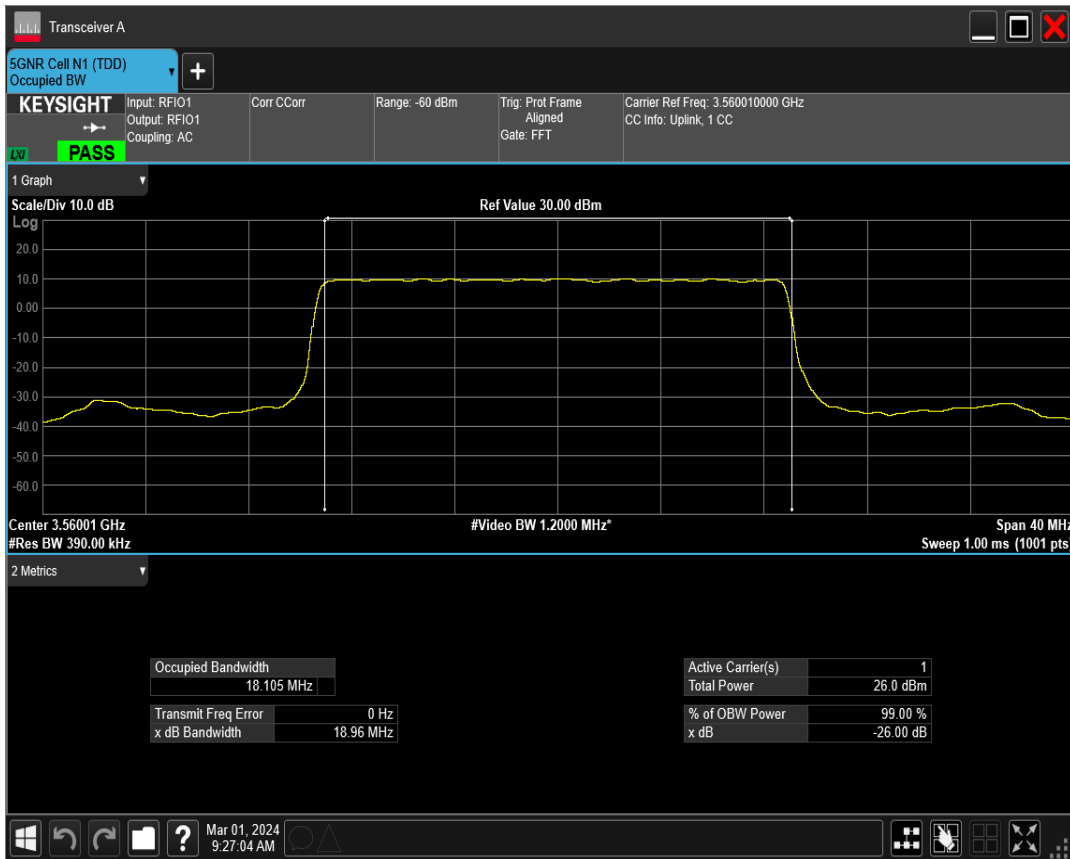 Transceiver A
5GNR Cell N1 (TDD)
Occupied BW
+
KEYSIGHT
LXI
PASS
Input: RFIO1
Output: RFIO1
Coupling: AC
Corr CCorr
Range: -60 dBm
Trig: Prot Frame
Aligned
Gate: FFT
Carrier Ref Freq: 3.560010000 GHz
CC Info: Uplink, 1 CC
1 Graph
Scale/Div 10.0 dB
Ref Value 30.00 dBm
Log
20.0
10.0
0.00
-10.0
-20.0
-30.0
-40.0
-50.0
-60.0
Center 3.56001 GHz
#Video BW 1.2000 MHz*
Span 40 MHz
#Res BW 390.00 kHz
Sweep 1.00 ms (1001 pts)
2 Metrics
Occupied Bandwidth
18.105 MHz
Transmit Freq Error 0 Hz
x dB Bandwidth 18.96 MHz
Active Carrier(s) 1
Total Power 26.0 dBm
% of OBW Power 99.00 %
x dB -26.00 dB
?
Mar 01, 2024
9:27:04 AM